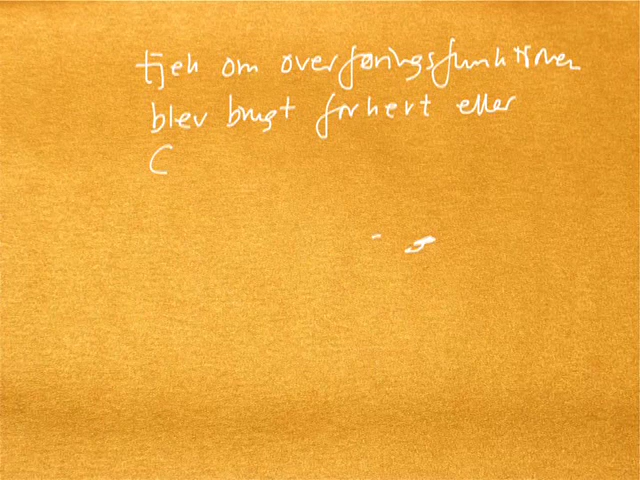 tjek om overføringsfunktionen
blev brugt forkert eller
C